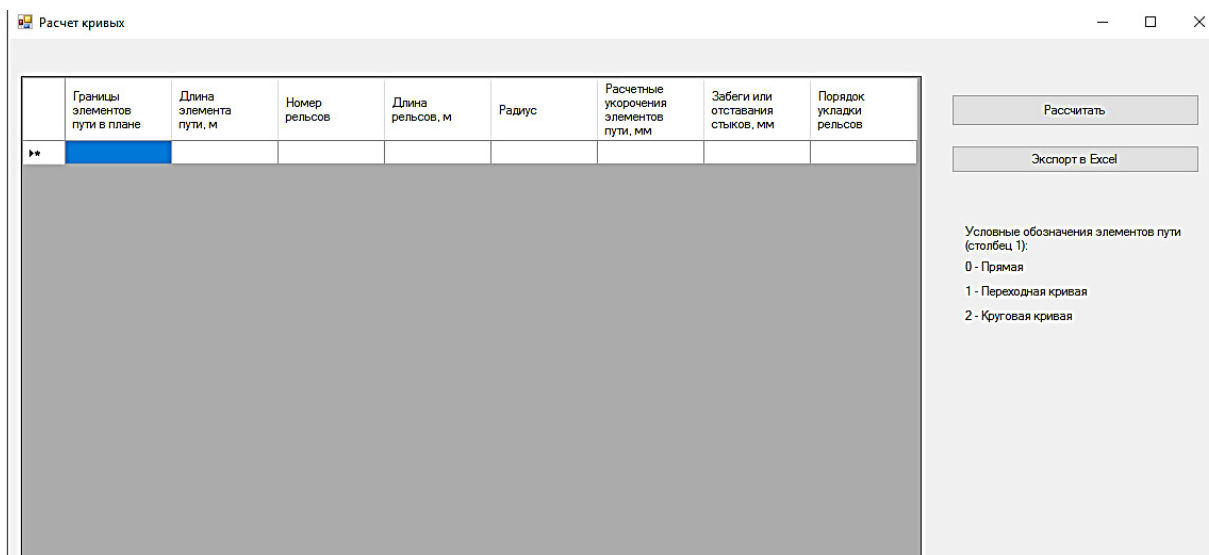 Расчет кривых
Границы
элементов
пути в плане
Длина
элемента
пути, м
Номер
рельсов
Длина
рельсов, м
Радиус
Расчетные
укорочения
элементов
пути, мм
Забеги или
отставания
стыков, мм
Порядок
укладки
рельсов
Рассчитать
Экспорт в Excel
Условные обозначения элементов пути
(столбец 1):
0 - Прямая
1 - Переходная кривая
2 - Круговая кривая